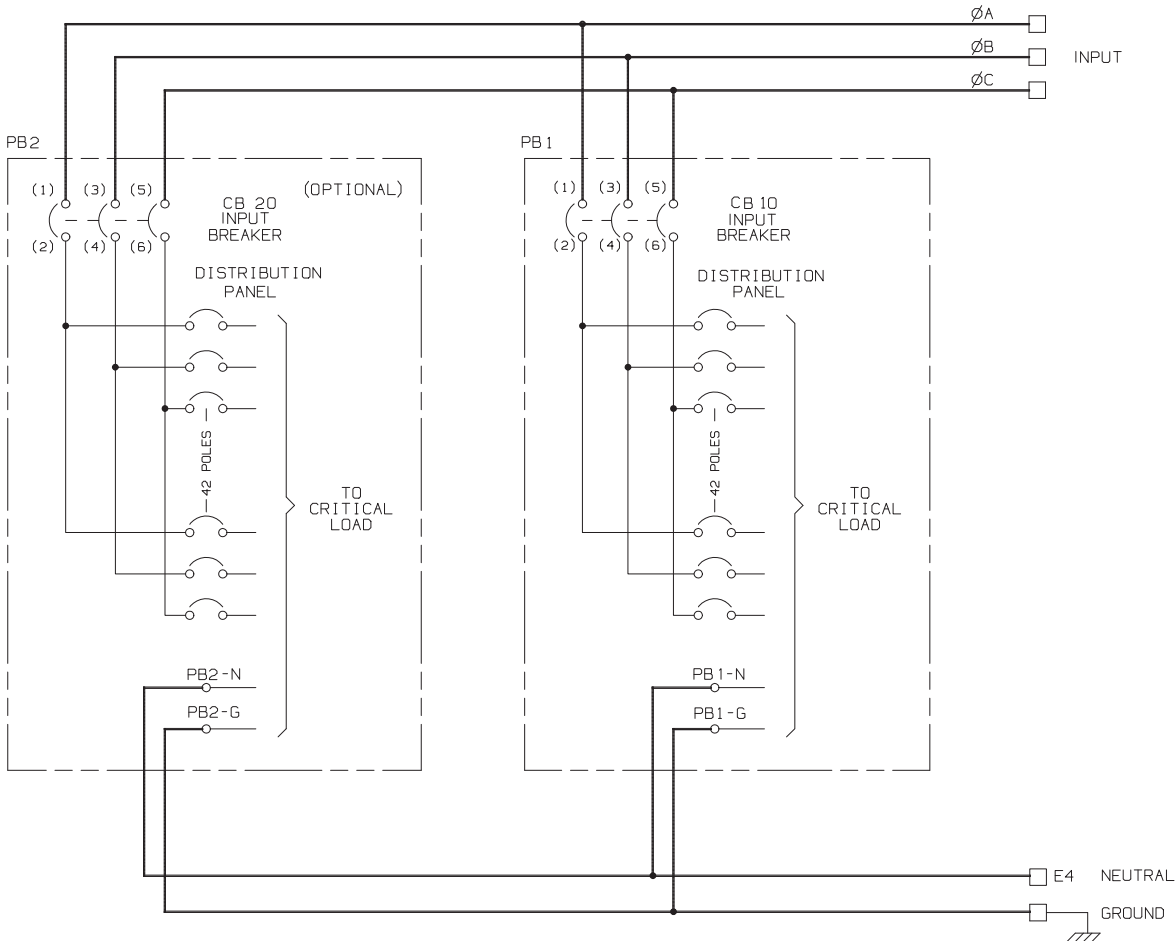 ØA
ØB
INPUT
ØC
PB2
(OPTIONAL)
(1) (3) (5)
CB 20
INPUT
BREAKER
(2) (4) (6)
DISTRIBUTION
PANEL
42 POLES
TO
CRITICAL
LOAD
PB2-N
PB2-G
PB1
(1) (3) (5)
CB 10
INPUT
BREAKER
(2) (4) (6)
DISTRIBUTION
PANEL
42 POLES
TO
CRITICAL
LOAD
PB1-N
PB1-G
E4 NEUTRAL
GROUND